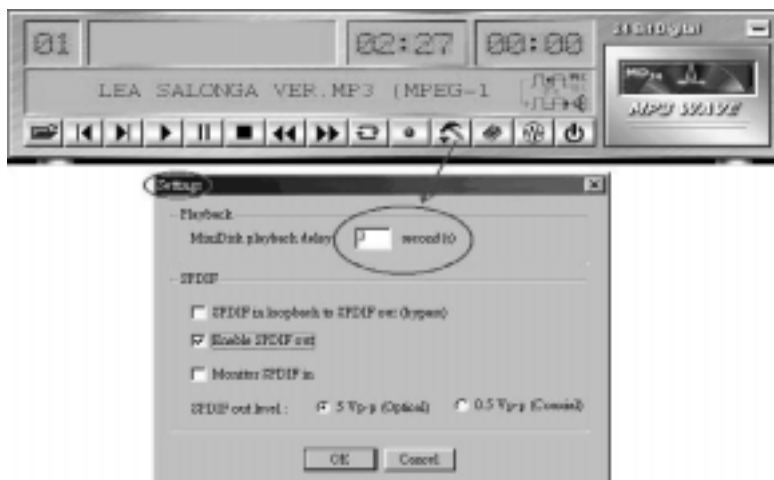 01 02:27 00:00
LEA SALONGA VER.MP3 (MPEG-1
MP3 WAVE
Settings
Playback
MiniDisk playback delay second(s)
SPDIF
SPDIF in loopback to SPDIF out (bypass)
Enable SPDIF out
Monitor SPDIF in
SPDIF out level : 5 Vp-p (Optical) 0.5 Vp-p (Coaxial)
OK Cancel